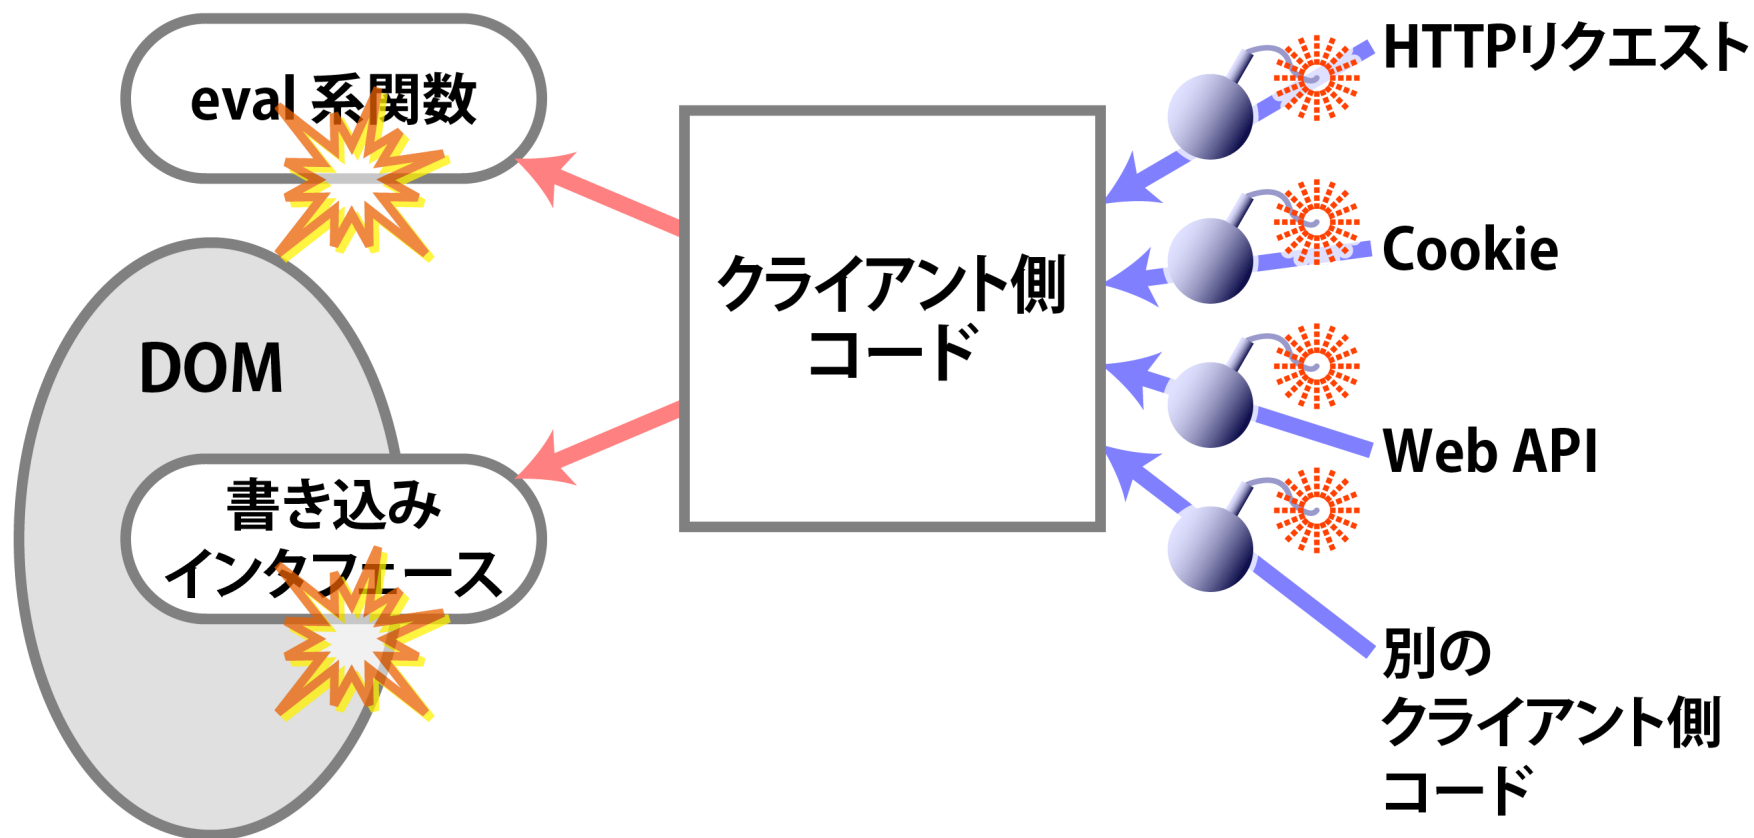 eval 系関数
DOM
書き込み
インタフェース
クライアント側
コード
HTTPリクエスト
Cookie
Web API
別の
クライアント側
コード